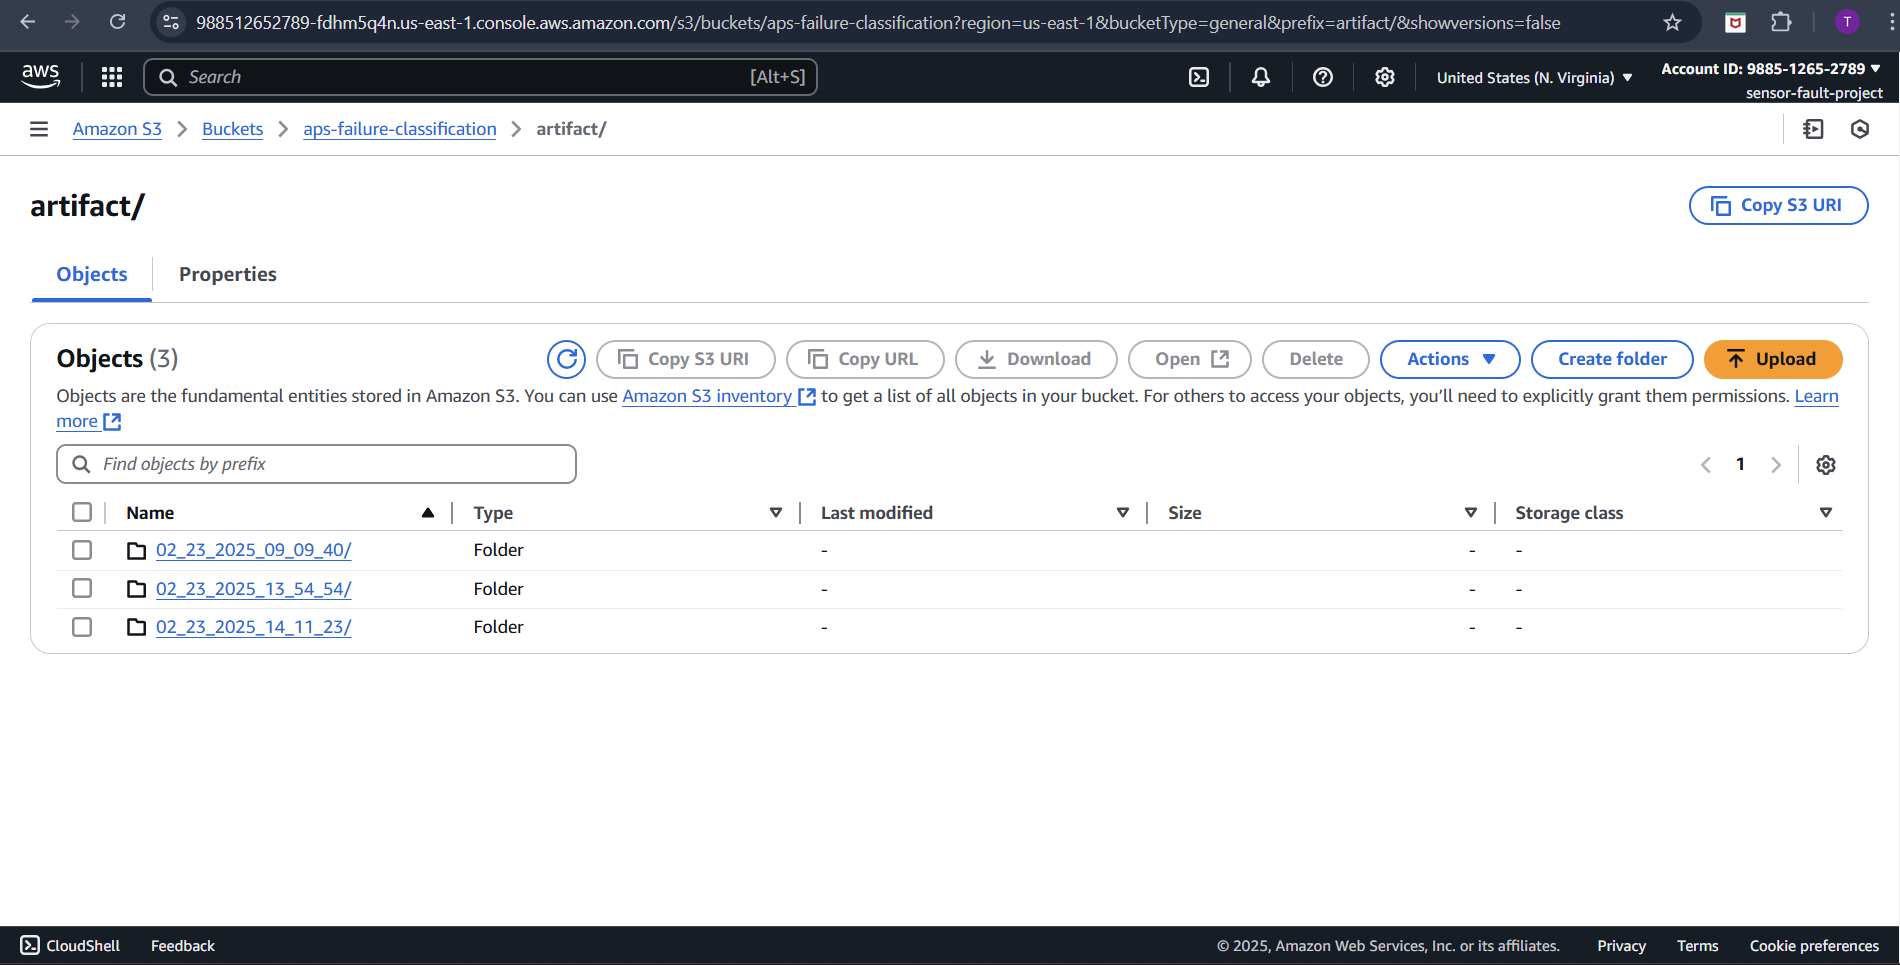 988512652789-fdhm5q4n.us-east-1.console.aws.amazon.com/s3/buckets/aps-failure-classification?region=us-east-1&bucketType=general&prefix=artifact/&showversions=false
T
aws
Search
[Alt+S]
United States (N. Virginia)
Account ID: 9885-1265-2789
sensor-fault-project
Amazon S3 > Buckets > aps-failure-classification > artifact/
artifact/
Copy S3 URI
Objects
Properties
Objects (3)
Copy S3 URI
Copy URL
Download
Open
Delete
Actions
Create folder
Upload
Objects are the fundamental entities stored in Amazon S3. You can use Amazon S3 inventory to get a list of all objects in your bucket. For others to access your objects, you’ll need to explicitly grant them permissions. Learn
more
Find objects by prefix
1
Name Type Last modified Size Storage class
02_23_2025_09_09_40/ Folder - - -
02_23_2025_13_54_54/ Folder - - -
02_23_2025_14_11_23/ Folder - - -
CloudShell Feedback © 2025, Amazon Web Services, Inc. or its affiliates. Privacy Terms Cookie preferences